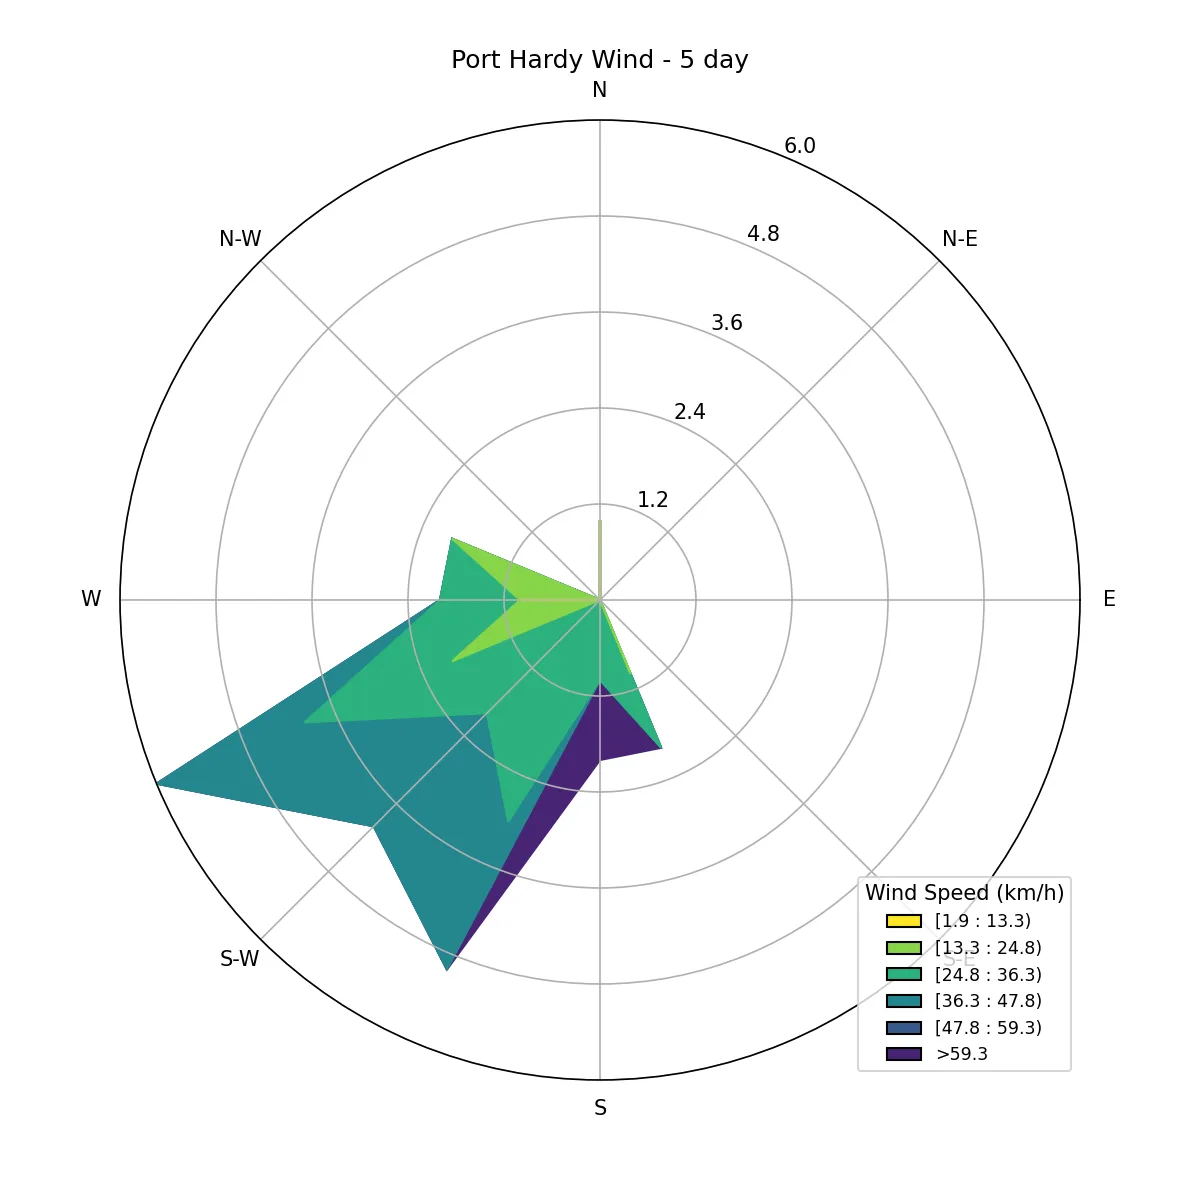 Port Hardy Wind - 5 day
N
6.0
4.8
N-W
N-E
3.6
2.4
1.2
W
E
Wind Speed (km/h)
[1.9 : 13.3)
[13.3 : 24.8)
S-W
S-E
[24.8 : 36.3)
[36.3 : 47.8)
[47.8 : 59.3)
>59.3
S